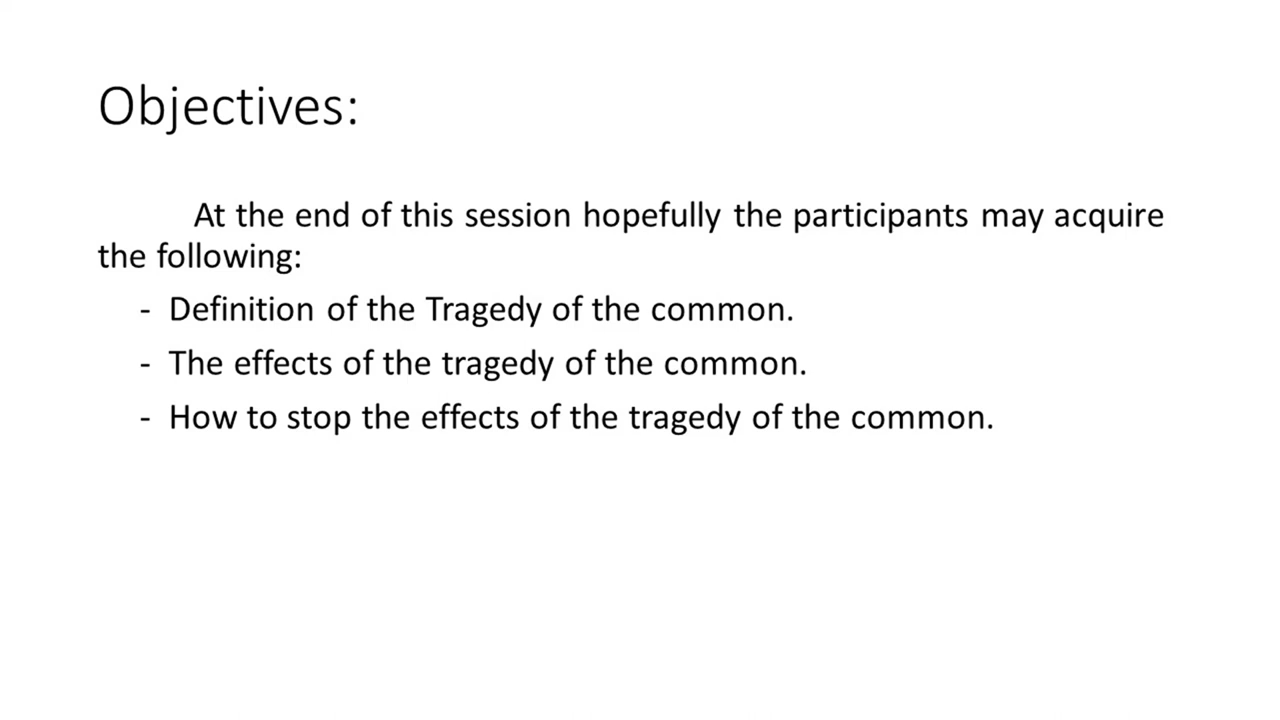 Objectives:
At the end of this session hopefully the participants may acquire
the following:
- Definition of the Tragedy of the common.
- The effects of the tragedy of the common.
- How to stop the effects of the tragedy of the common.